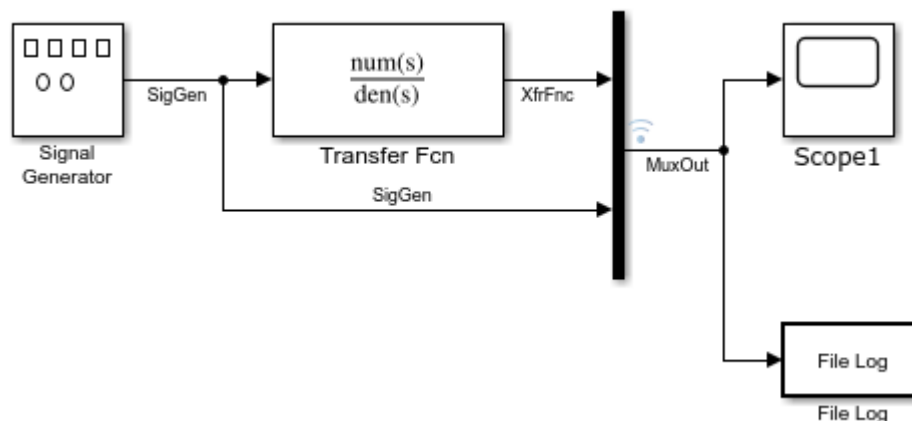 SigGen
Signal
Generator
num(s)
den(s)
Transfer Fcn
XfrFnc
SigGen
MuxOut
Scope1
File Log
File Log